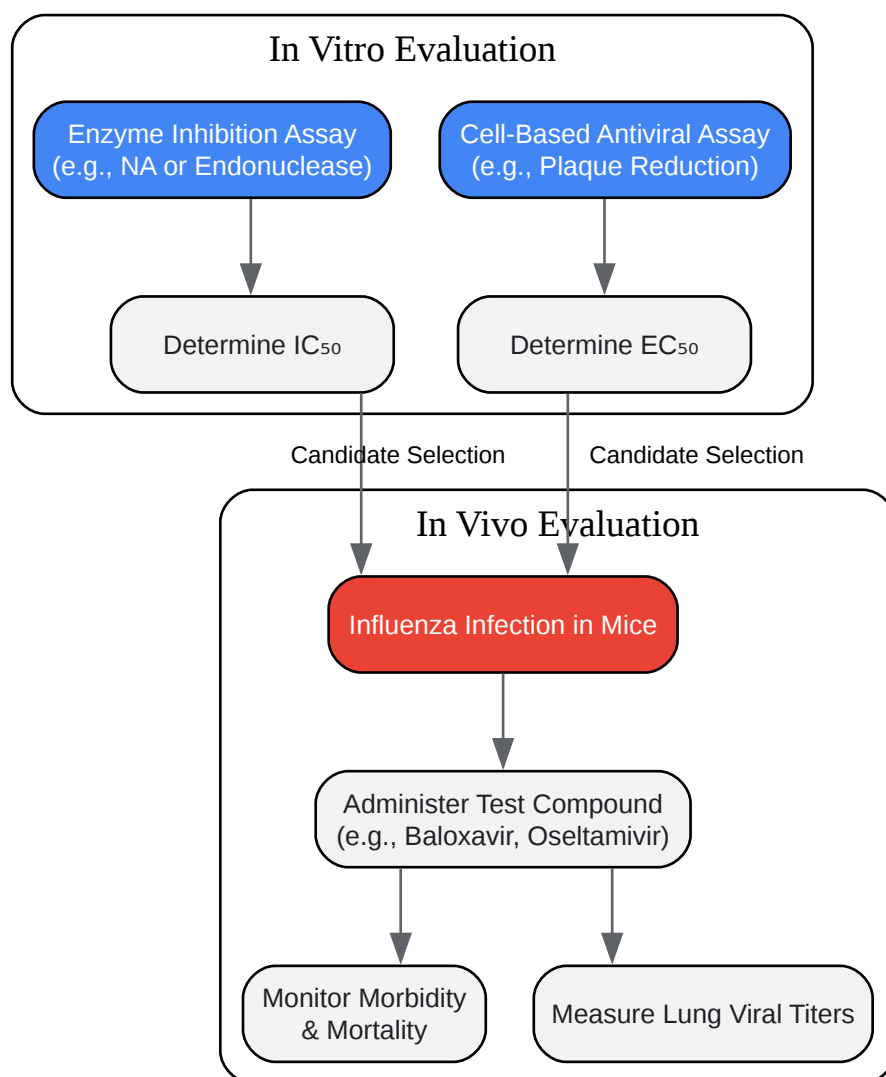 In Vitro Evaluation
Enzyme Inhibition Assay
(e.g., NA or Endonuclease)
Cell-Based Antiviral Assay
(e.g., Plaque Reduction)
Determine IC₅₀
Determine EC₅₀
Candidate Selection
Candidate Selection
In Vivo Evaluation
Influenza Infection in Mice
Administer Test Compound
(e.g., Baloxavir, Oseltamivir)
Monitor Morbidity
& Mortality
Measure Lung Viral Titers